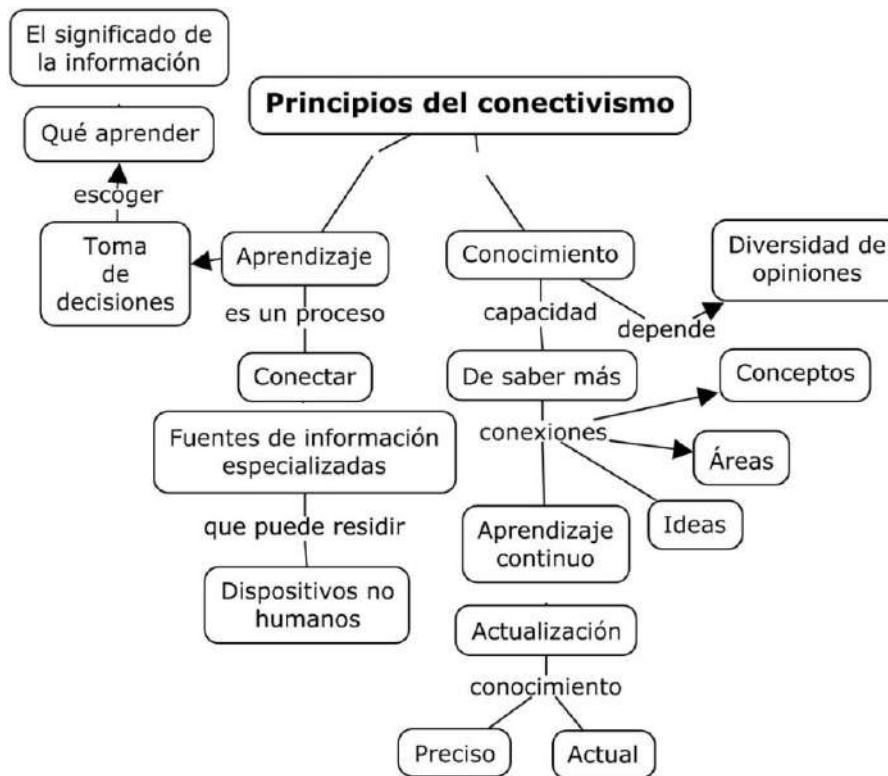 El significado de
la información
Principios del conectivismo
Qué aprender
escoger
Toma
de
decisiones
Aprendizaje
Conocimiento
Diversidad de
opiniones
es un proceso
capacidad
depende
Conectar
De saber más
Conceptos
Fuentes de información
especializadas
conexiones
Áreas
que puede residir
Aprendizaje
continuo
Ideas
Dispositivos no
humanos
Actualización
conocimiento
Preciso
Actual